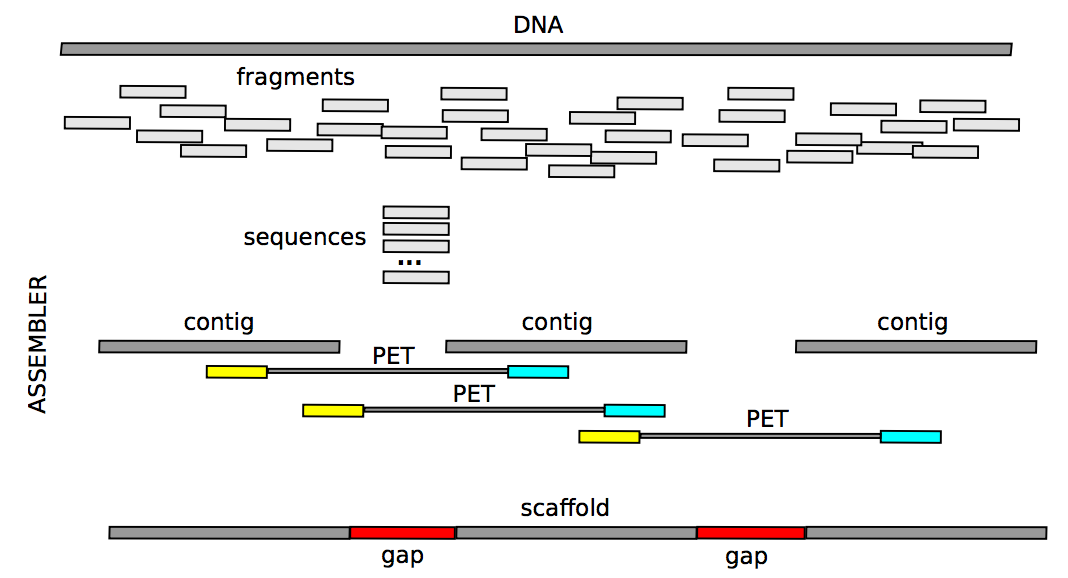 DNA
fragments
sequences
...
ASSEMBLER
contig contig contig
PET
PET
PET
scaffold
gap gap